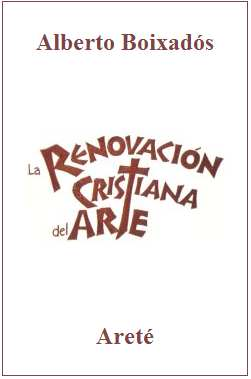 Alberto Boixadós
La RENOVACIÓN
CRISTIANA
del ARTE
Areté